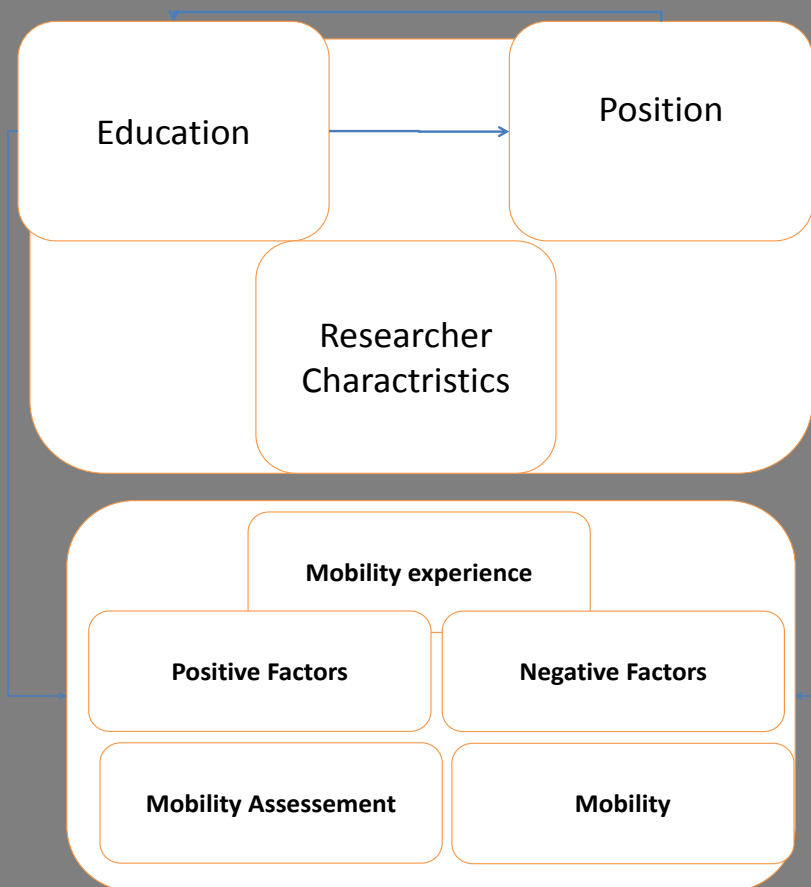 Education
Position
Researcher
Charactristics
Mobility experience
Positive Factors
Negative Factors
Mobility Assessement
Mobility